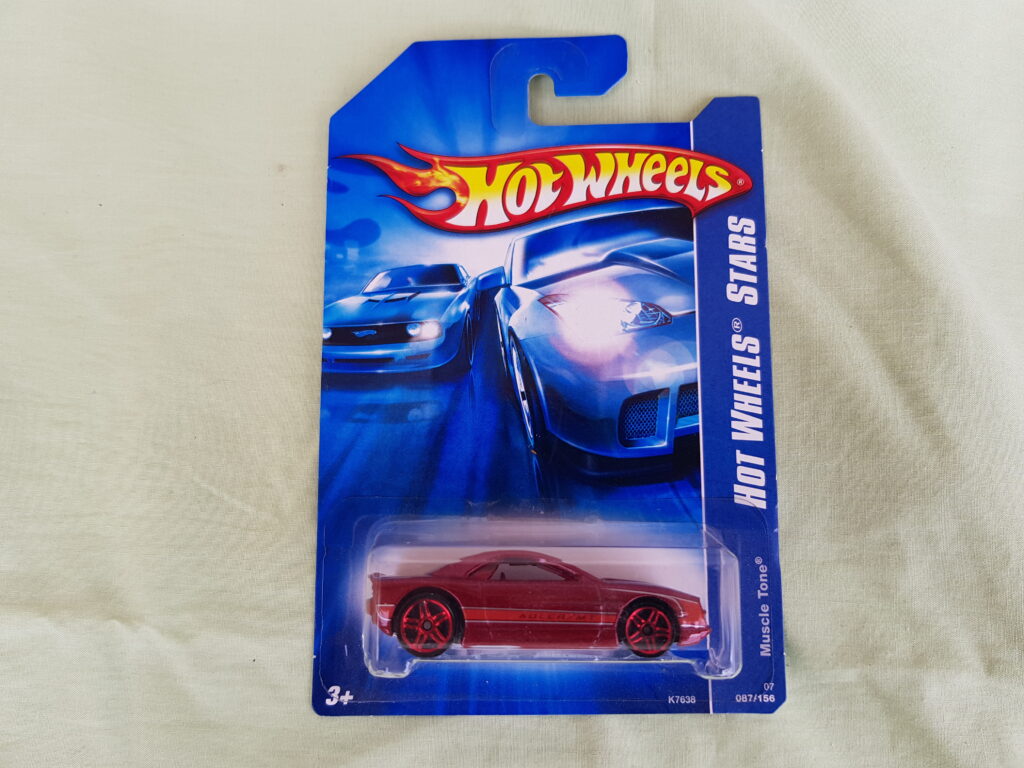 HOT WHEELS®
HOT WHEELS® STARS
Muscle Tone®
3+
K7638
07
087/156